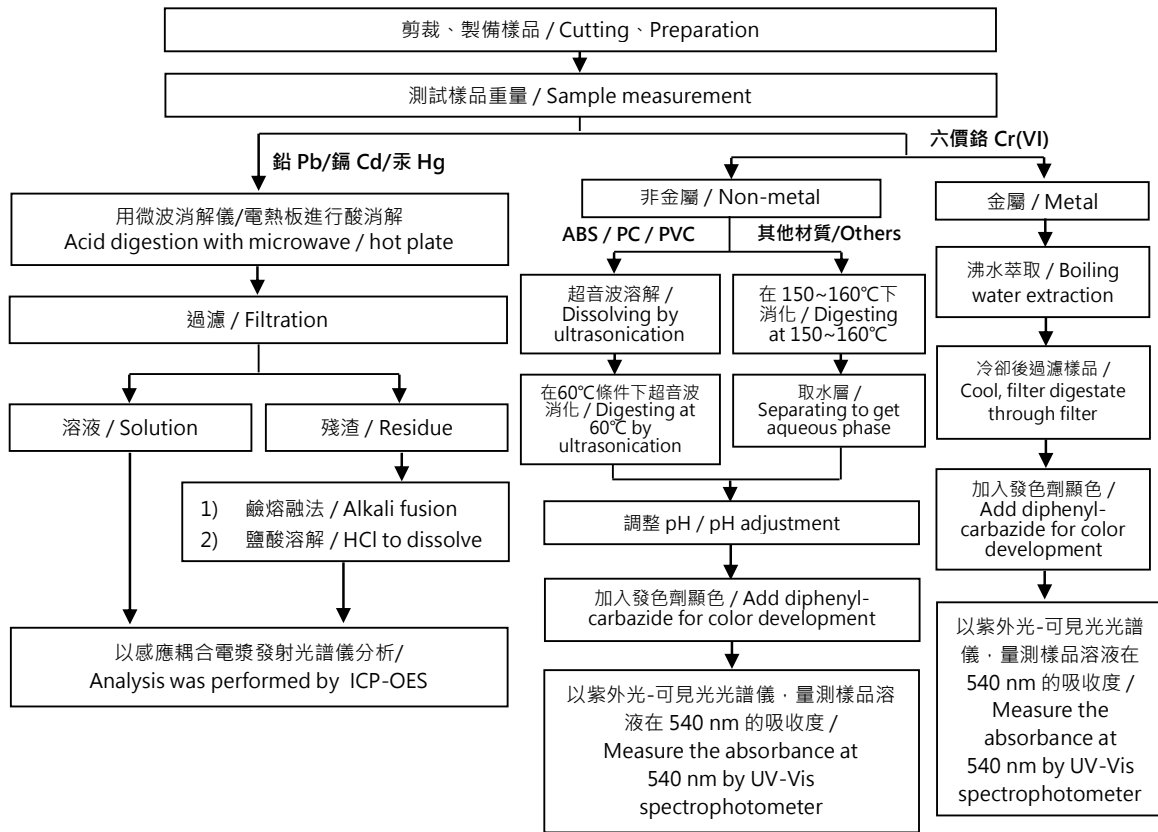 剪裁、製備樣品 / Cutting、Preparation
測試樣品重量 / Sample measurement
鉛 Pb/鎘 Cd/汞 Hg
用微波消解儀/電熱板進行酸消解
Acid digestion with microwave / hot plate
過濾 / Filtration
溶液 / Solution
殘渣 / Residue
1) 鹼熔融法 / Alkali fusion
2) 鹽酸溶解 / HCl to dissolve
以感應耦合電漿發射光譜儀分析/
Analysis was performed by ICP-OES
六價鉻 Cr(VI)
非金屬 / Non-metal
ABS / PC / PVC
其他材質/Others
超音波溶解 /
Dissolving by
ultrasonication
在60℃條件下超音波
消化 / Digesting at
60℃ by
ultrasonication
在 150~160℃下
消化 / Digesting
at 150~160℃
取水層 /
Separating to get
aqueous phase
調整 pH / pH adjustment
加入發色劑顯色 / Add diphenyl-
carbazide for color development
以紫外光-可見光光譜儀，量測樣品溶
液在 540 nm 的吸收度 /
Measure the absorbance at
540 nm by UV-Vis
spectrophotometer
金屬 / Metal
沸水萃取 / Boiling
water extraction
冷卻後過濾樣品 /
Cool, filter digestate
through filter
加入發色劑顯色 /
Add diphenyl-
carbazide for color
development
以紫外光-可見光光譜
儀，量測樣品溶液在
540 nm 的吸收度 /
Measure the
absorbance at
540 nm by UV-Vis
spectrophotometer